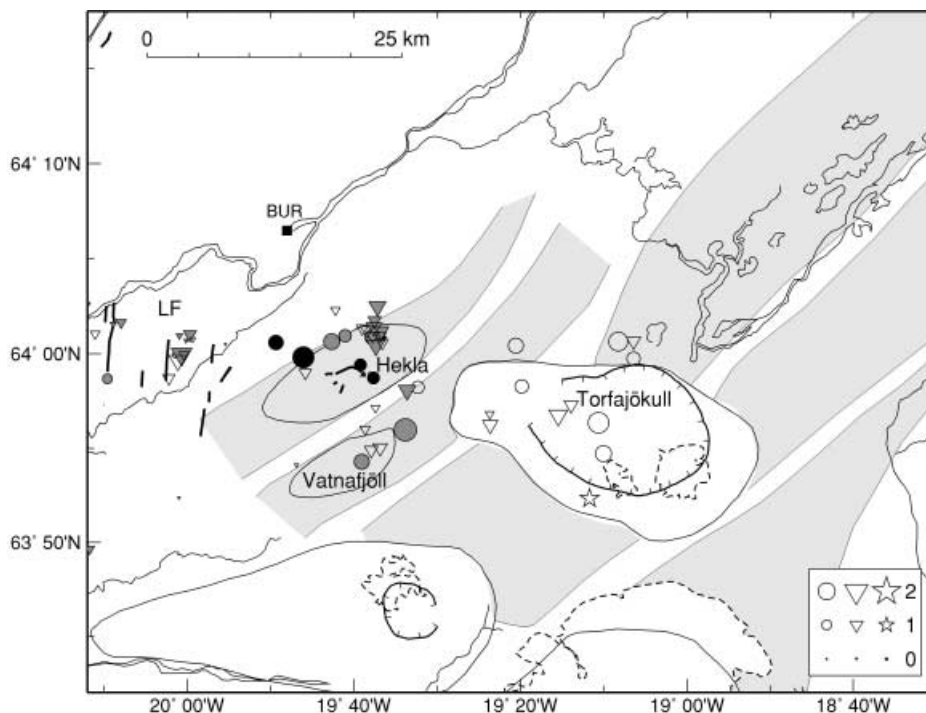 0 25 km
64° 10'N
BUR
LF
64° 00'N
Hekla
Torfajökull
Vatnafjöll
63° 50'N
2
1
0
20° 00'W 19° 40'W 19° 20'W 19° 00'W 18° 40'W